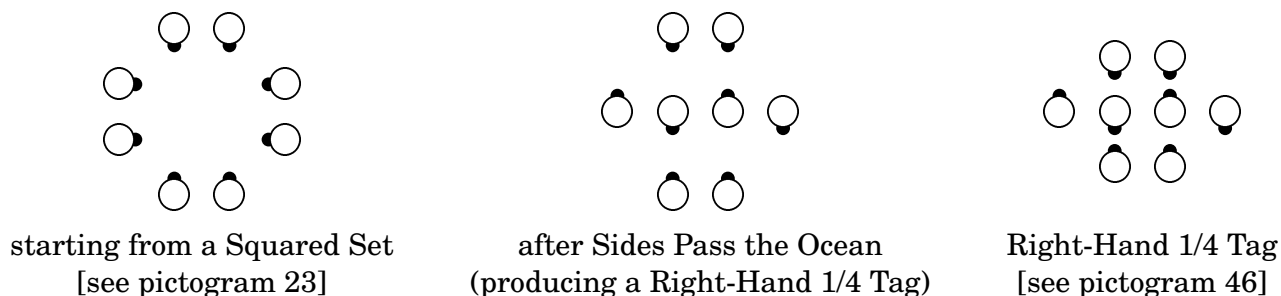 starting from a Squared Set
[see pictogram 23]
after Sides Pass the Ocean
(producing a Right-Hand 1/4 Tag)
Right-Hand 1/4 Tag
[see pictogram 46]